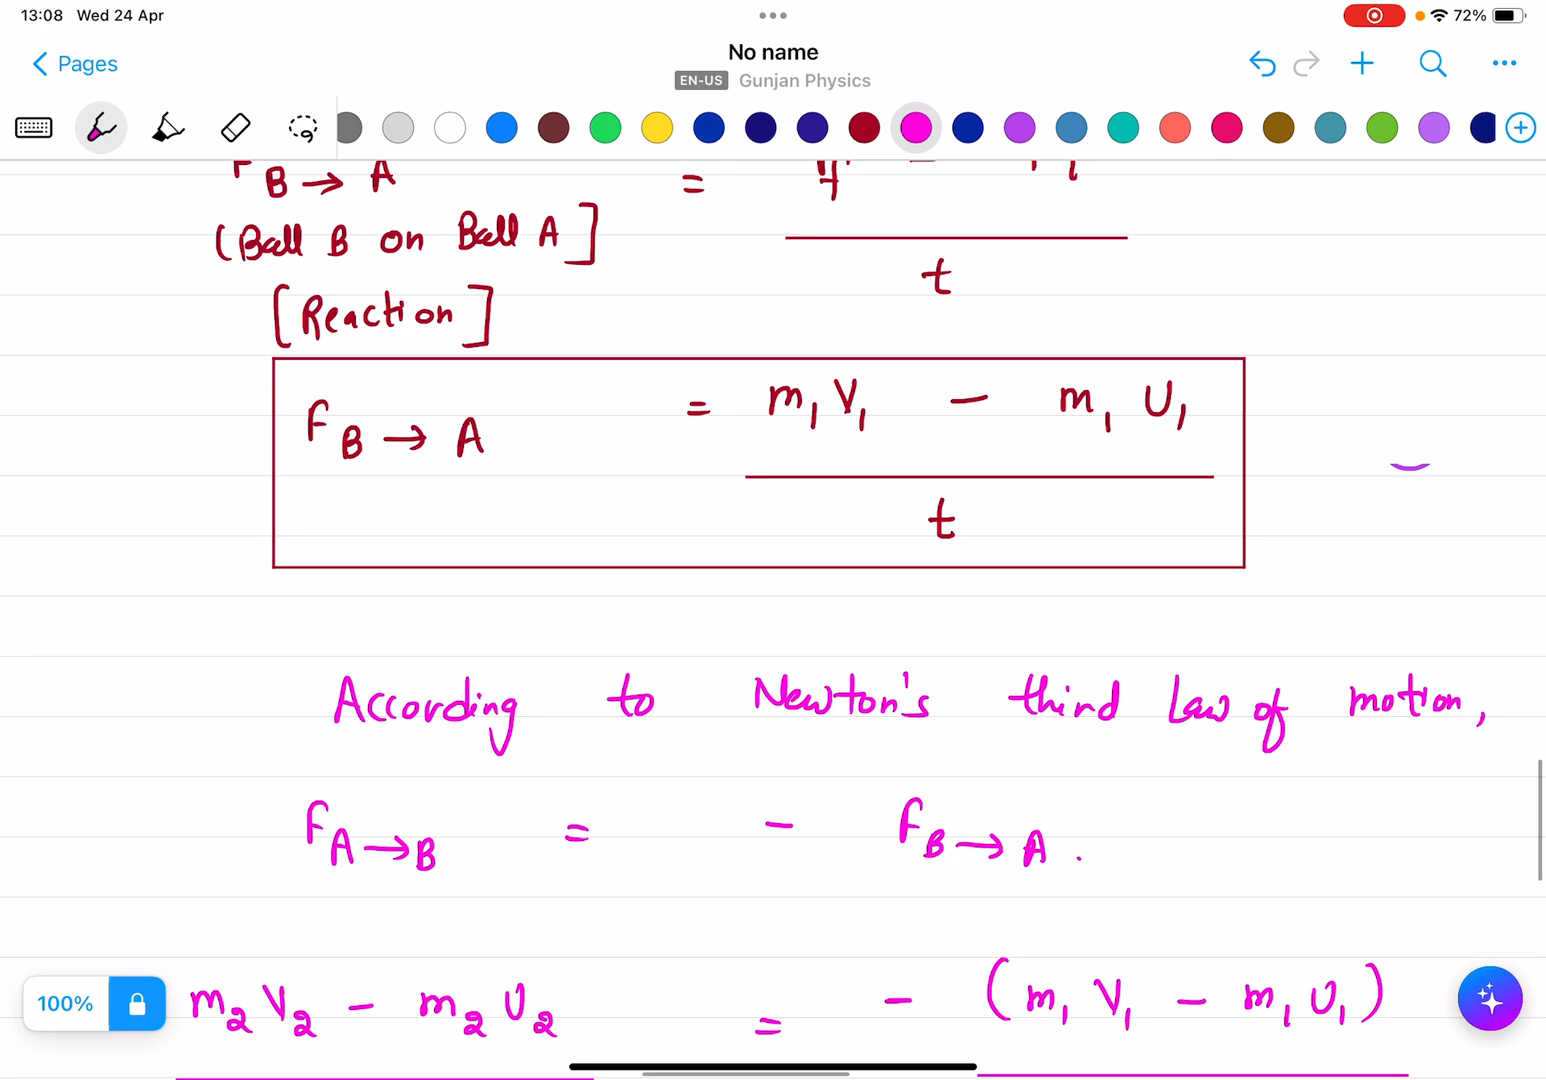 13:08 Wed 24 Apr
72%
Pages
No name
EN-US Gunjan Physics
F B → A =
(Ball B on Ball A]
t
[Reaction]
F B → A = m₁ V₁ - m₁ U₁
t
According to Newton's third Law of motion,
F A→B = - F B→A.
100%
m₂ V₂ - m₂ U₂ = - (m₁ V₁ - m₁ U₁)